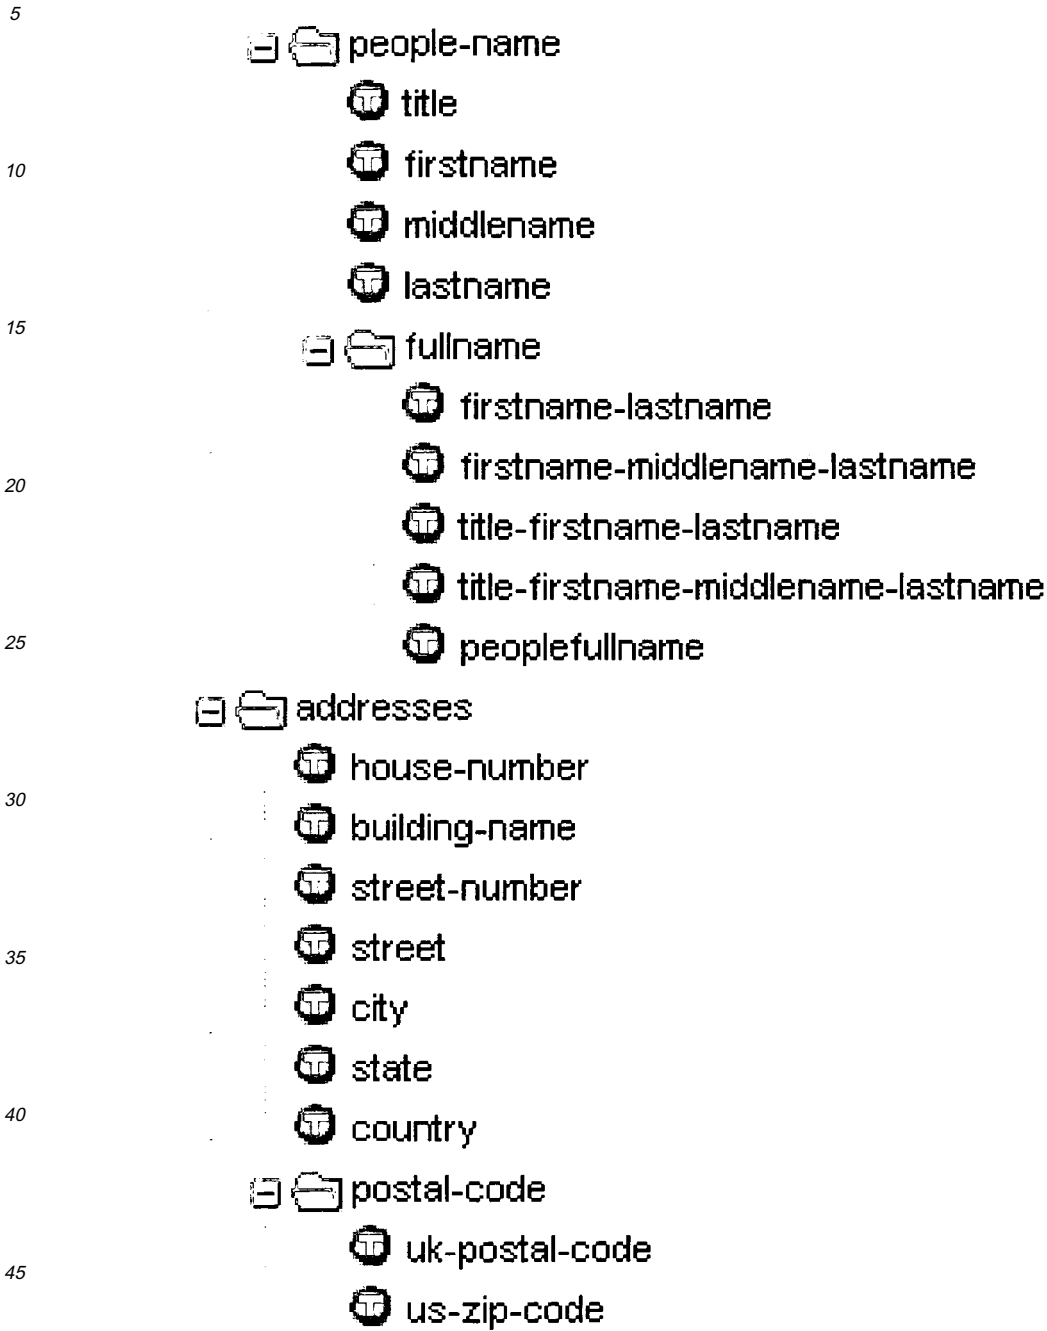 5
people-name
title
10
firstname
middlename
lastname
15
fullname
firstname-lastname
firstname-middlename-lastname
20
title-firstname-lastname
title-firstname-middlename-lastname
25
peoplefullname
addresses
house-number
30
building-name
street-number
35
street
city
state
40
country
postal-code
uk-postal-code
45
us-zip-code